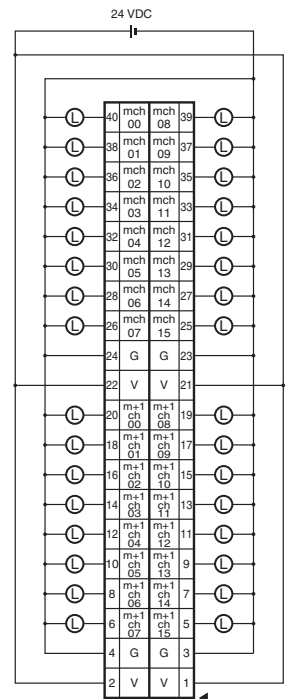 24 VDC
L 40 mch 00 mch 08 39 L
L 38 mch 01 mch 09 37 L
L 36 mch 02 mch 10 35 L
L 34 mch 03 mch 11 33 L
L 32 mch 04 mch 12 31 L
L 30 mch 05 mch 13 29 L
L 28 mch 06 mch 14 27 L
L 26 mch 07 mch 15 25 L
24 G G 23
22 V V 21
L 20 m+1 ch 00 m+1 ch 08 19 L
L 18 m+1 ch 01 m+1 ch 09 17 L
L 16 m+1 ch 02 m+1 ch 10 15 L
L 14 m+1 ch 03 m+1 ch 11 13 L
L 12 m+1 ch 04 m+1 ch 12 11 L
L 10 m+1 ch 05 m+1 ch 13 9 L
L 8 m+1 ch 06 m+1 ch 14 7 L
L 6 m+1 ch 07 m+1 ch 15 5 L
4 G G 3
2 V V 1